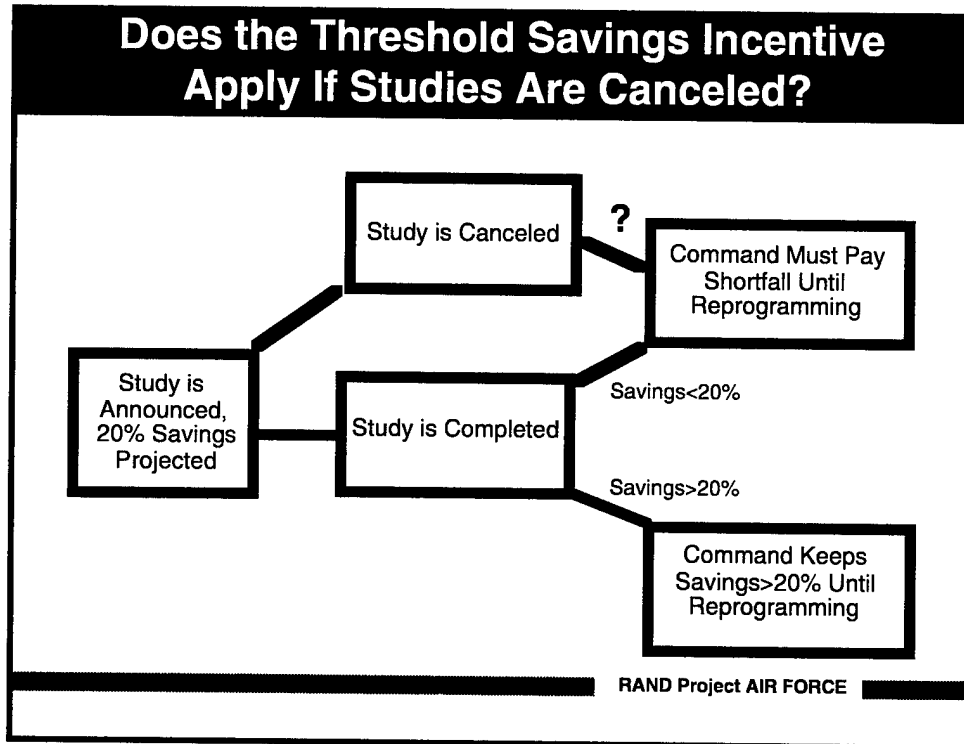 Does the Threshold Savings Incentive
Apply If Studies Are Canceled?
Study is Canceled
?
Command Must Pay
Shortfall Until
Reprogramming
Study is
Announced,
20% Savings
Projected
Study is Completed
Savings<20%
Savings>20%
Command Keeps
Savings>20% Until
Reprogramming
RAND Project AIR FORCE